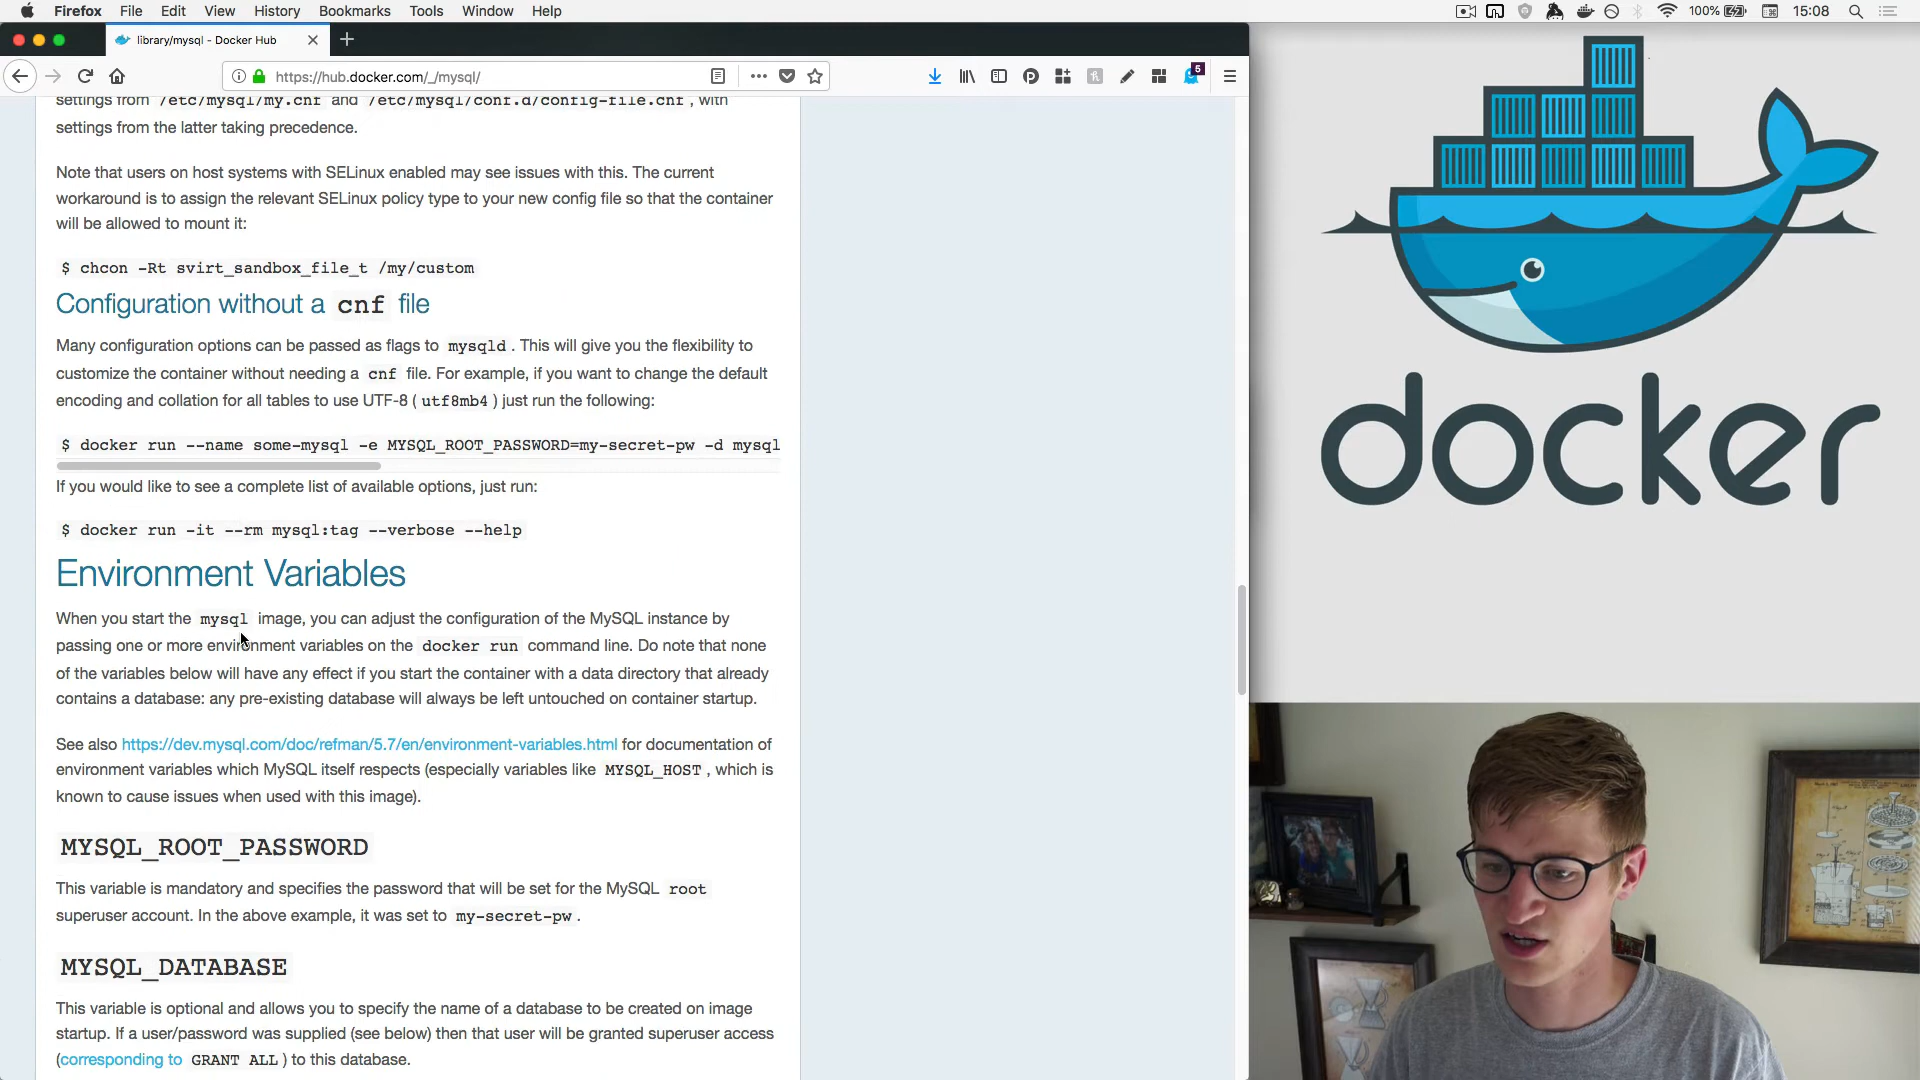 Firefox File Edit View History Bookmarks Tools Window Help
100% 15:08
library/mysql - Docker Hub
https://hub.docker.com/_/mysql/
5
settings from /etc/mysql/my.cnf and /etc/mysql/conf.d/config-file.cnf, with
settings from the latter taking precedence.
Note that users on host systems with SELinux enabled may see issues with this. The current
workaround is to assign the relevant SELinux policy type to your new config file so that the container
will be allowed to mount it:
$ chcon -Rt svirt_sandbox_file_t /my/custom
Configuration without a cnf file
Many configuration options can be passed as flags to mysqld. This will give you the flexibility to
customize the container without needing a cnf file. For example, if you want to change the default
encoding and collation for all tables to use UTF-8 (utf8mb4) just run the following:
$ docker run --name some-mysql -e MYSQL_ROOT_PASSWORD=my-secret-pw -d mysql
If you would like to see a complete list of available options, just run:
$ docker run -it --rm mysql:tag --verbose --help
Environment Variables
When you start the mysql image, you can adjust the configuration of the MySQL instance by
passing one or more environment variables on the docker run command line. Do note that none
of the variables below will have any effect if you start the container with a data directory that already
contains a database: any pre-existing database will always be left untouched on container startup.
See also https://dev.mysql.com/doc/refman/5.7/en/environment-variables.html for documentation of
environment variables which MySQL itself respects (especially variables like MYSQL_HOST, which is
known to cause issues when used with this image).
MYSQL_ROOT_PASSWORD
This variable is mandatory and specifies the password that will be set for the MySQL root
superuser account. In the above example, it was set to my-secret-pw.
MYSQL_DATABASE
This variable is optional and allows you to specify the name of a database to be created on image
startup. If a user/password was supplied (see below) then that user will be granted superuser access
(corresponding to GRANT ALL) to this database.
docker